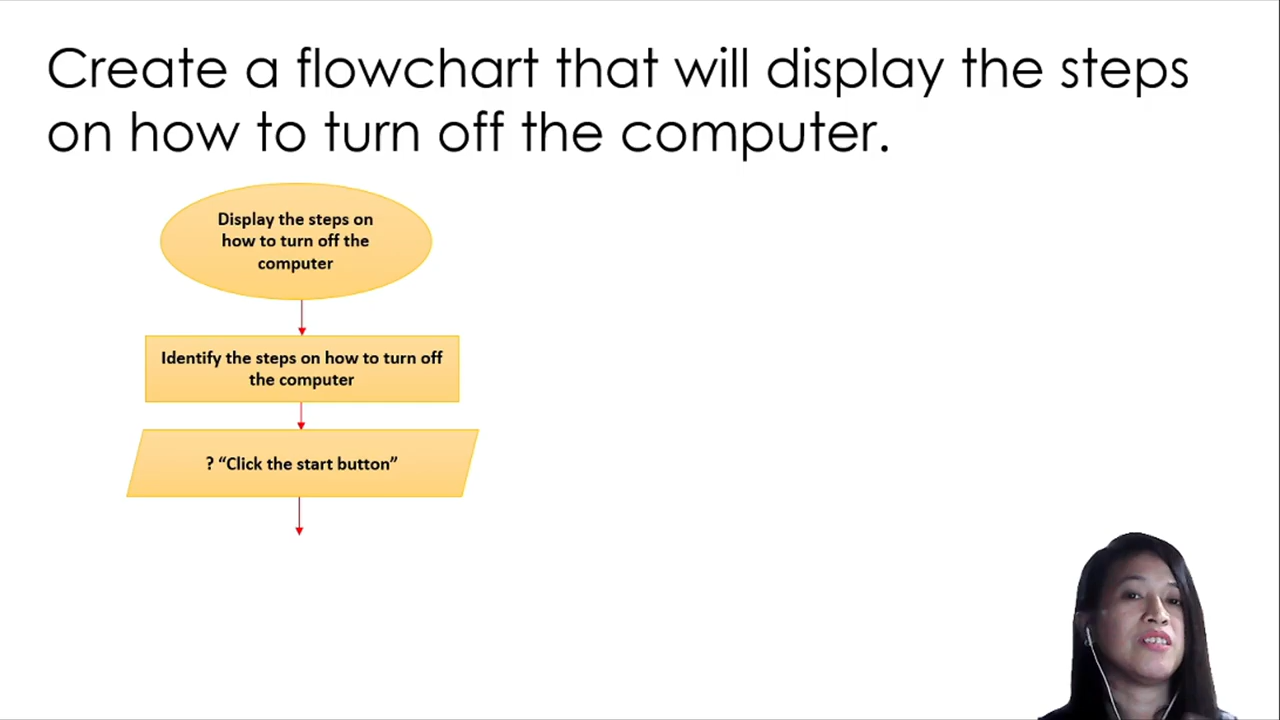 Create a flowchart that will display the steps
on how to turn off the computer.
Display the steps on
how to turn off the
computer
Identify the steps on how to turn off
the computer
? “Click the start button”